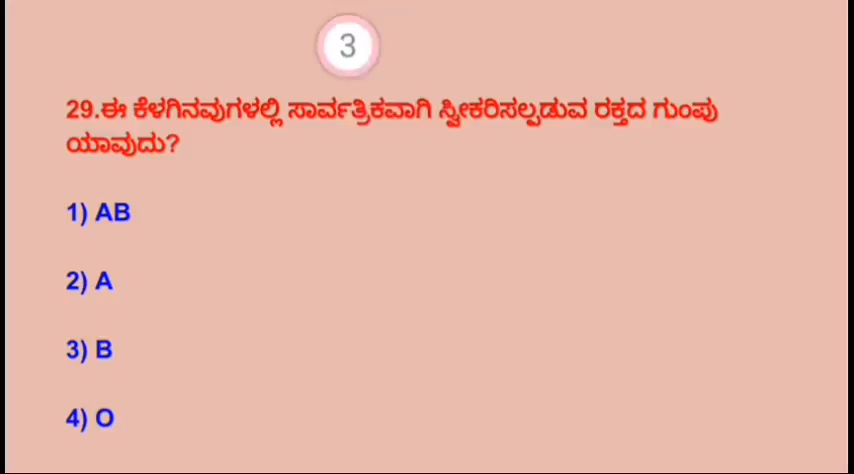 3
29.ಈ ಕೆಳಗಿನವುಗಳಲ್ಲಿ ಸಾರ್ವತ್ರಿಕವಾಗಿ ಸ್ವೀಕರಿಸಲ್ಪಡುವ ರಕ್ತದ ಗುಂಪು
ಯಾವುದು?
1) AB
2) A
3) B
4) O